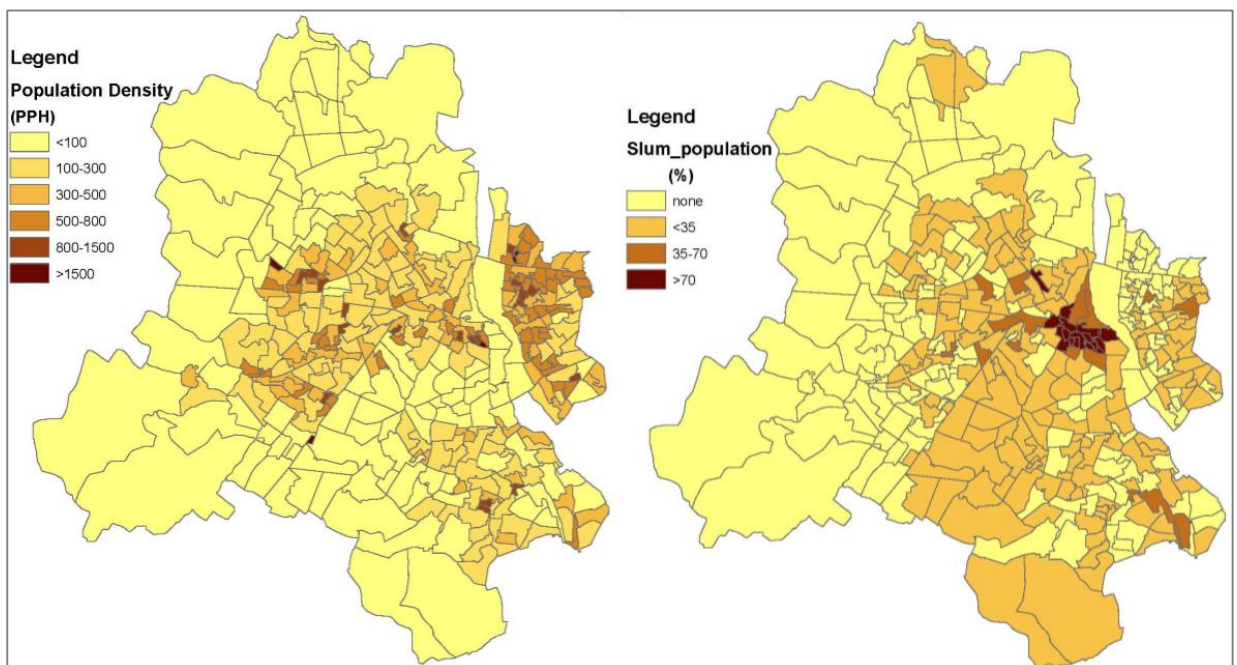 Legend
Population Density
(PPH)
<100
100-300
300-500
500-800
800-1500
>1500
Legend
Slum_population
(%)
none
<35
35-70
>70